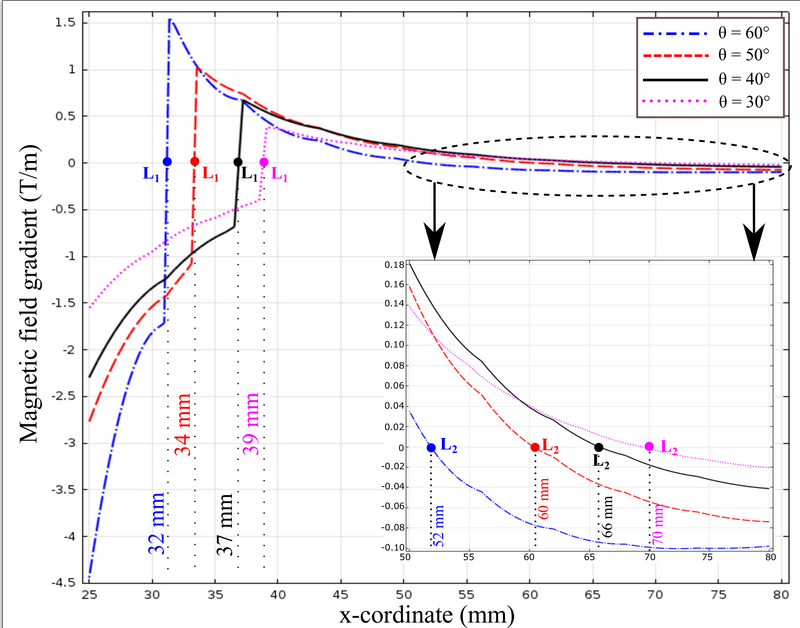 θ = 60°
θ = 50°
θ = 40°
θ = 30°
Magnetic field gradient (T/m)
1.5
1
0.5
0
-0.5
-1
-1.5
-2
-2.5
-3
-3.5
-4
-4.5
L₁ L₁ L₁ L₁
32 mm
34 mm
37 mm
39 mm
0.18
0.16
0.14
0.12
0.10
0.08
0.06
0.04
0.02
0
-0.02
-0.04
-0.06
-0.08
-0.10
L₂ L₂ L₂ L₂
52 mm
60 mm
66 mm
70 mm
50 55 60 65 70 75 80
25 30 35 40 45 50 55 60 65 70 75 80
x-cordinate (mm)